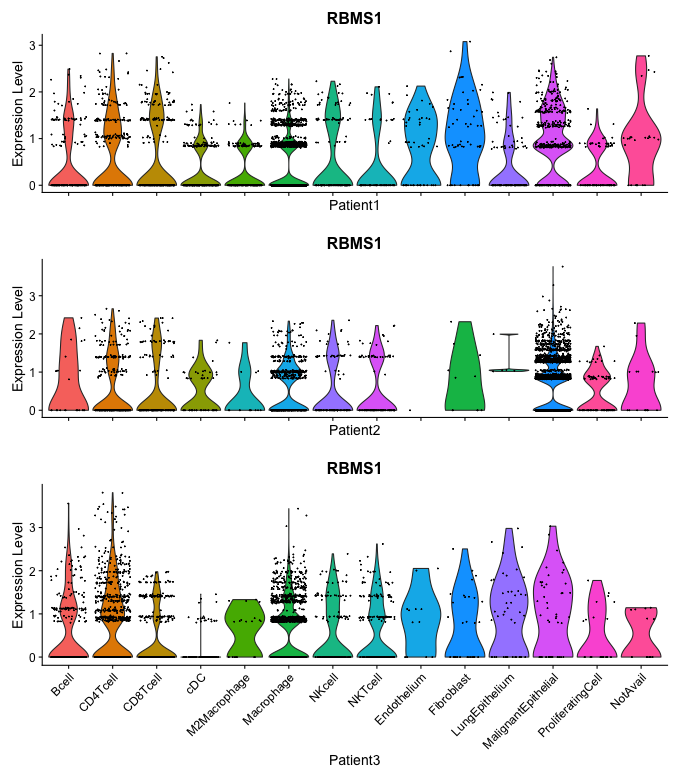 RBMS1
Expression Level
3
2
1
0
Patient1
RBMS1
Expression Level
3
2
1
0
Patient2
RBMS1
Expression Level
3
2
1
0
Bcell
CD4Tcell
CD8Tcell
cDC
M2Macrophage
Macrophage
NKcell
NKTcell
Endothelium
Fibroblast
LungEpithelium
MalignantEpithelial
ProliferatingCell
NotAvail
Patient3